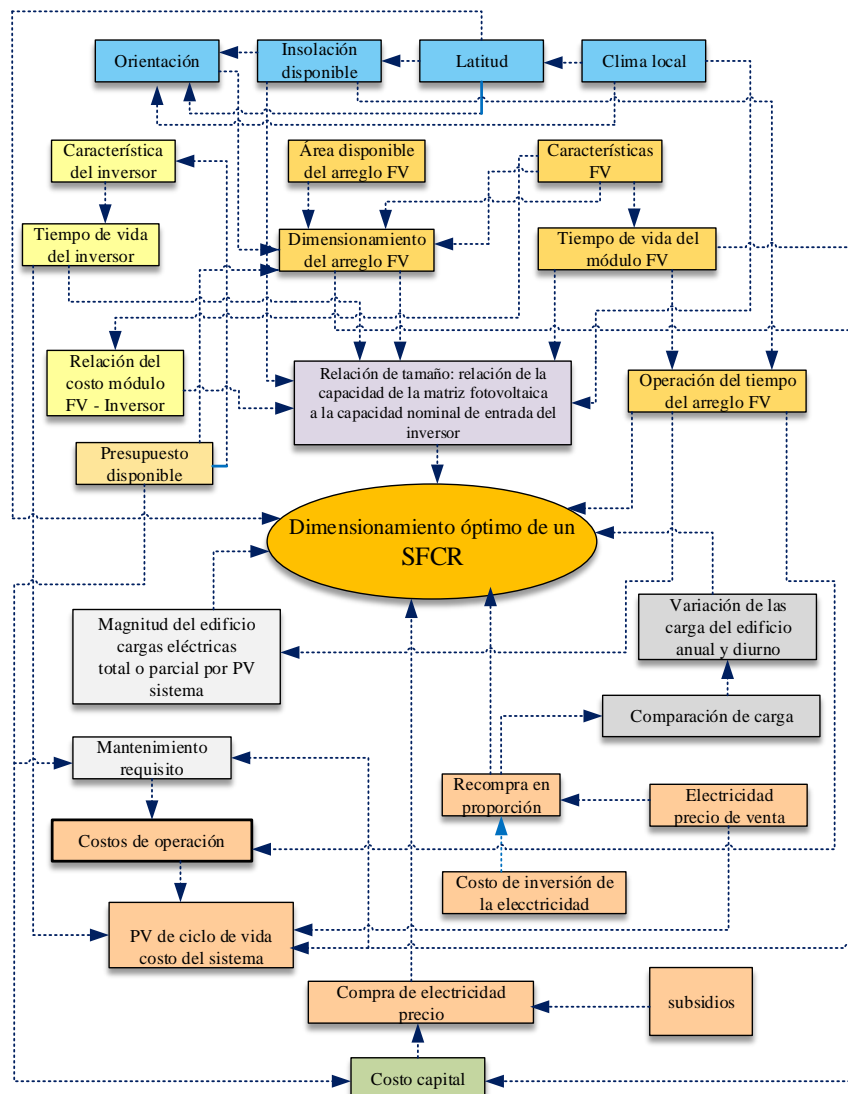 Orientación
Insolación
disponible
Latitud
Clima local
Característica
del inversor
Área disponible
del arreglo FV
Características
FV
Tiempo de vida
del inversor
Dimensionamiento
del arreglo FV
Tiempo de vida del
módulo FV
Relación del
costo módulo
FV - Inversor
Relación de tamaño: relación de la
capacidad de la matriz fotovoltaica
a la capacidad nominal de entrada del
inversor
Operación del tiempo
del arreglo FV
Presupuesto
disponible
Dimensionamiento óptimo de un
SFCR
Magnitud del edificio
cargas eléctricas
total o parcial por PV
sistema
Variación de las
carga del edificio
anual y diurno
Comparación de carga
Mantenimiento
requisito
Recompra en
proporción
Electricidad
precio de venta
Costos de operación
Costo de inversión de
la elecctricidad
PV de ciclo de vida
costo del sistema
Compra de electricidad
precio
subsidios
Costo capital